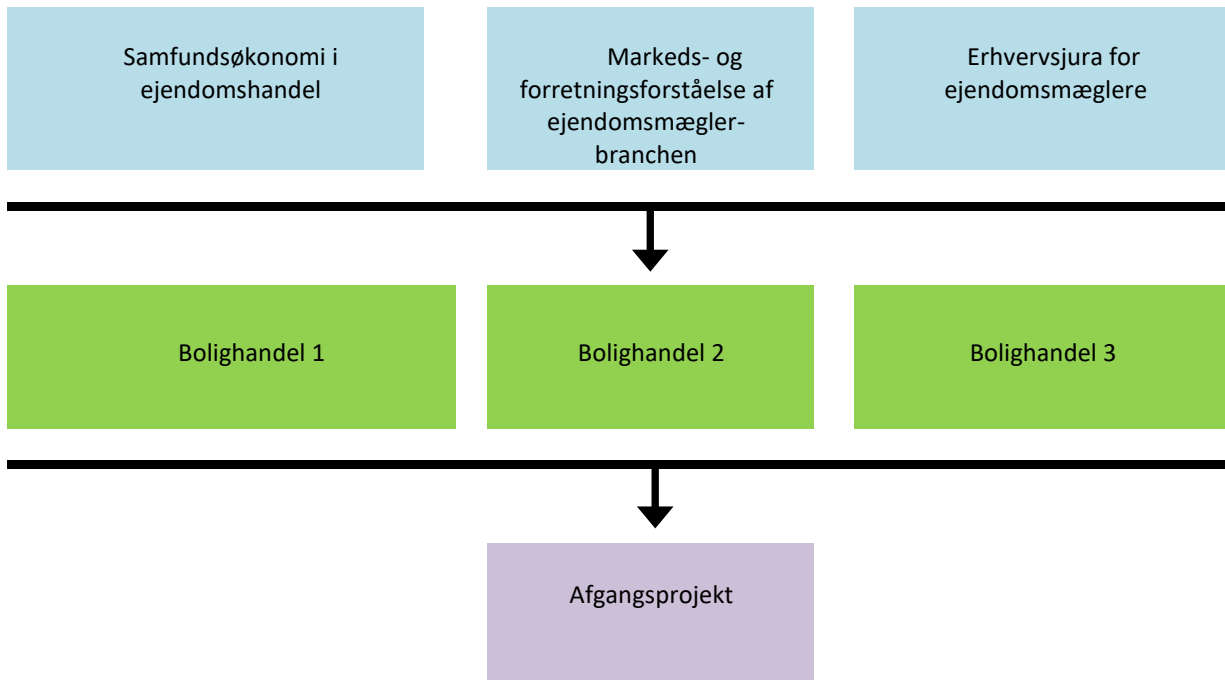 Samfundsøkonomi i
ejendomshandel
Markeds- og
forretningsforståelse af
ejendomsmægler-
branchen
Erhvervsjura for
ejendomsmæglere
Bolighandel 1
Bolighandel 2
Bolighandel 3
Afgangsprojekt